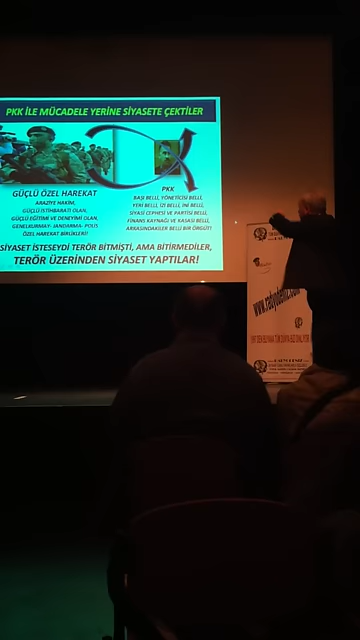 PKK İLE MÜCADELE YERİNE SİYASETE ÇEKTİLER
GÜÇLÜ ÖZEL HAREKAT
ARAZİYE HAKİM,
GÜÇLÜ İSTİHBARATI OLAN,
GÜÇLÜ EĞİTİMİ VE DENEYİMİ OLAN,
GENELKURMAY- JANDARMA- POLİS
ÖZEL HAREKAT BİRLİKLERİ!
PKK
BAŞI BELLİ, YÖNETİCİSİ BELLİ,
YERİ BELLİ, İZİ BELLİ, İNİ BELLİ,
SİYASİ CEPHESİ VE PARTİSİ BELLİ,
FİNANS KAYNAĞI VE KASASI BELLİ,
ARKASINDAKİLER BELLİ BİR ÖRGÜT!
SİYASET İSTESEYDİ TERÖR BİTMİŞTİ, AMA BİTİRMEDİLER,
TERÖR ÜZERİNDEN SİYASET YAPTILAR!